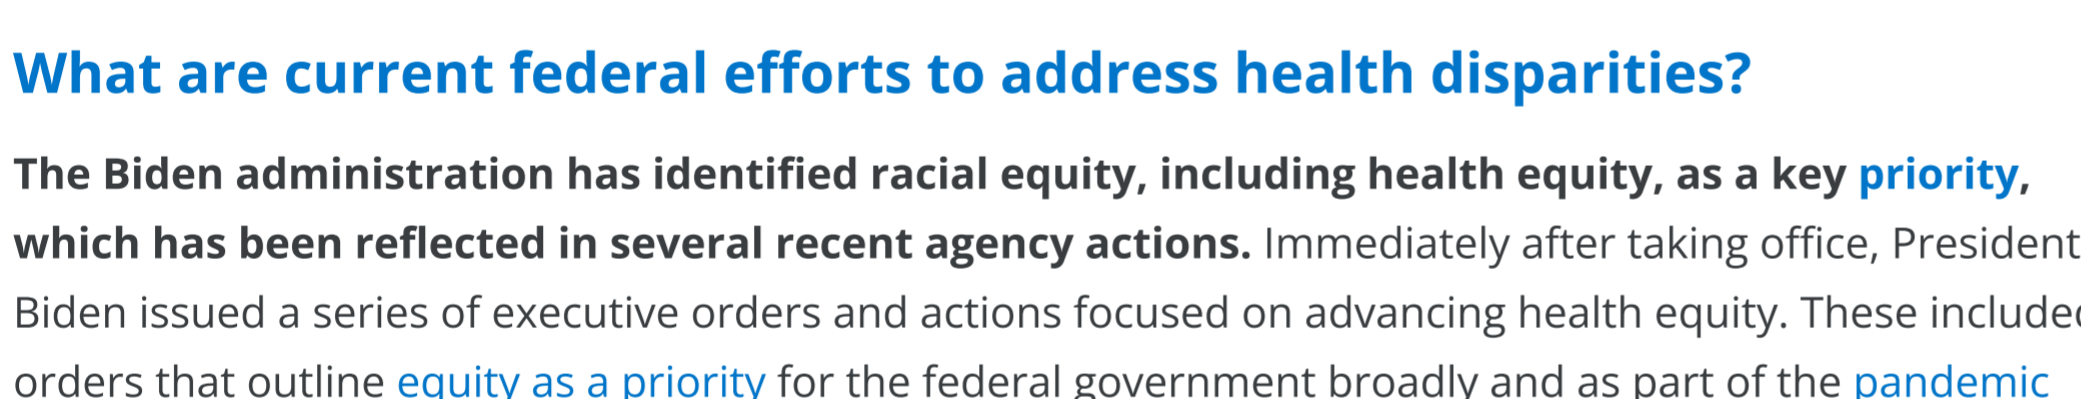 What are current federal efforts to address health disparities?
The Biden administration has identified racial equity, including health equity, as a key priority,
which has been reflected in several recent agency actions. Immediately after taking office, President
Biden issued a series of executive orders and actions focused on advancing health equity. These included
orders that outline equity as a priority for the federal government broadly and as part of the pandemic